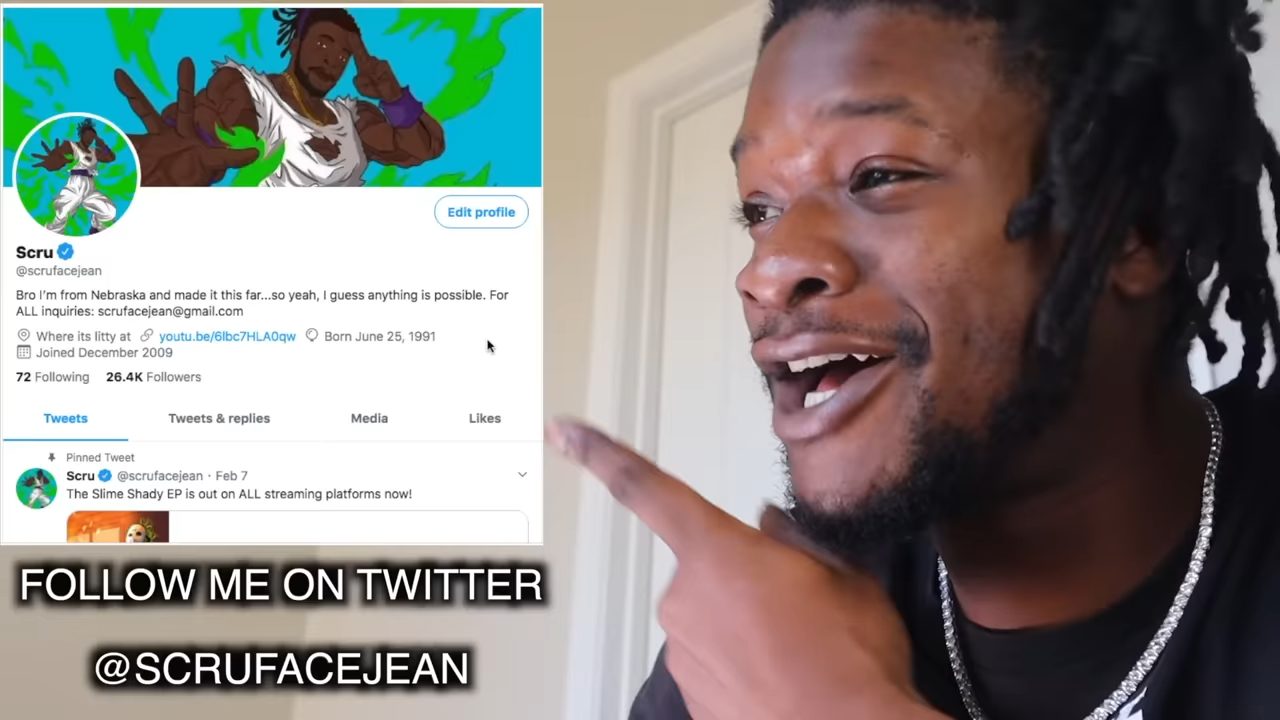 Edit profile
Scru
@scrufacejean
Bro I'm from Nebraska and made it this far...so yeah, I guess anything is possible. For
ALL inquiries: scrufacejean@gmail.com
Where its litty at youtu.be/6lbc7HLA0qw Born June 25, 1991
Joined December 2009
72 Following 26.4K Followers
Tweets Tweets & replies Media Likes
Pinned Tweet
Scru @scrufacejean · Feb 7
The Slime Shady EP is out on ALL streaming platforms now!
FOLLOW ME ON TWITTER
@SCRUFACEJEAN